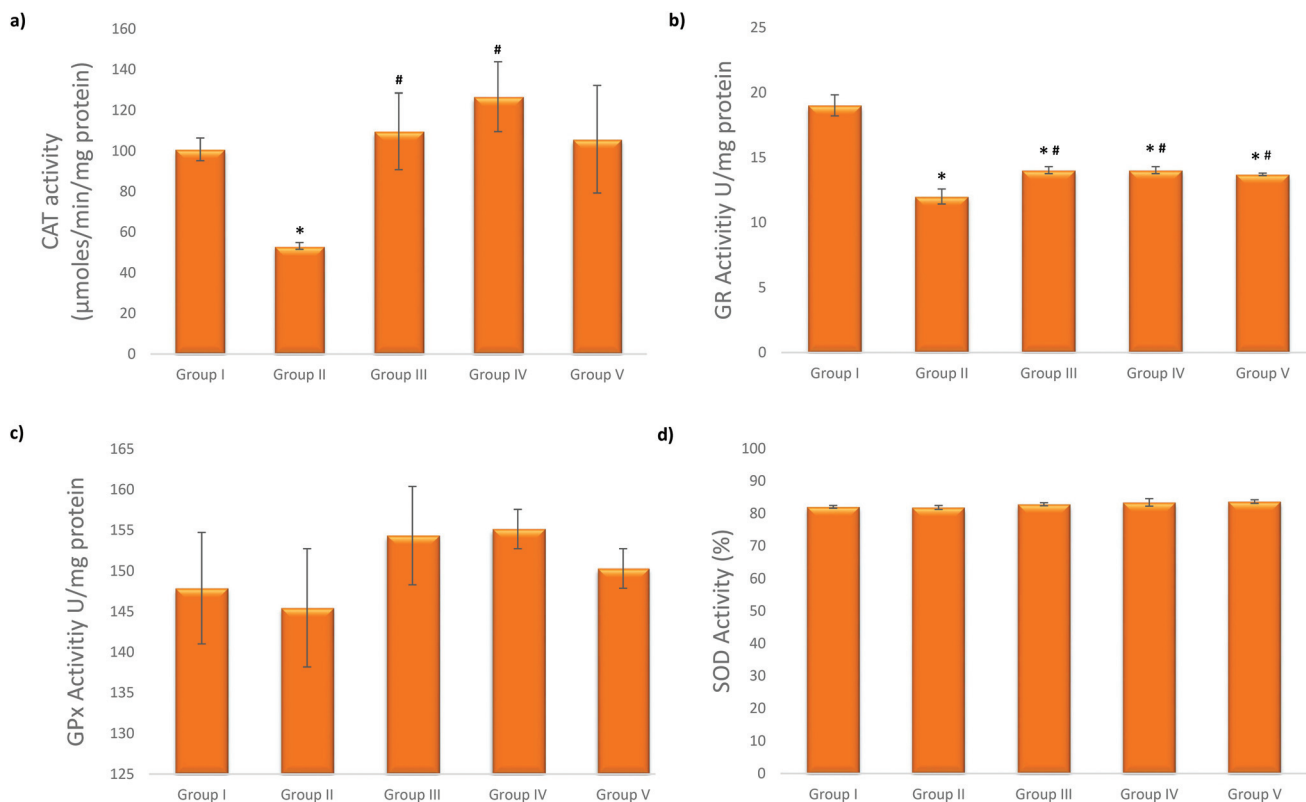 a)
CAT activity
(µmoles/min/mg protein)
160
140
120
100
80
60
40
20
0
*
#
#
Group I
Group II
Group III
Group IV
Group V
b)
GR Activitiy U/mg protein
25
20
15
10
5
0
*
* #
* #
* #
Group I
Group II
Group III
Group IV
Group V
c)
GPx Activitiy U/mg protein
165
160
155
150
145
140
135
130
125
Group I
Group II
Group III
Group IV
Group V
d)
SOD Activity (%)
100
90
80
70
60
50
40
30
20
10
0
Group I
Group II
Group III
Group IV
Group V